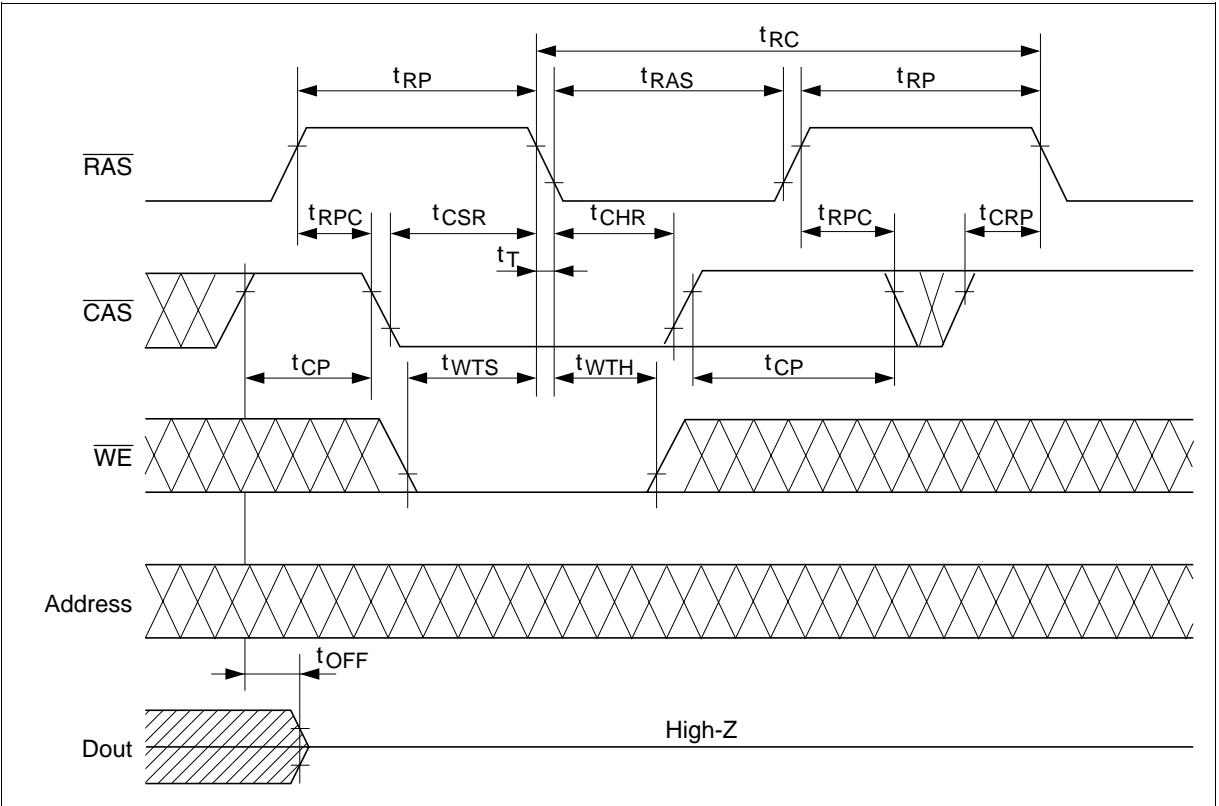 tRC
tRP tRAS tRP
RAS
tRPC tCSR tCHR tRPC tCRP
tT
CAS
tCP tWTS tWTH tCP
WE
Address
tOFF
High-Z
Dout